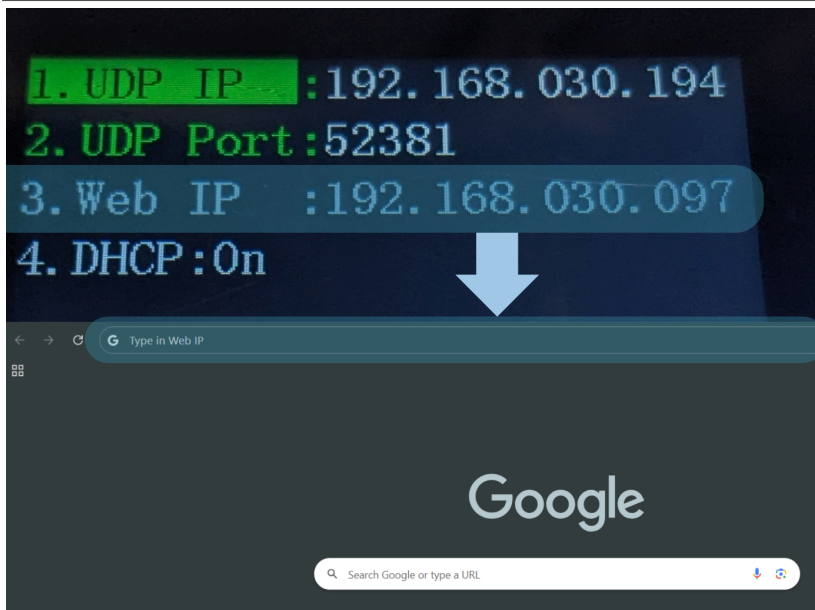 1. UDP IP :192.168.030.194
2. UDP Port:52381
3. Web IP :192.168.030.097
4. DHCP:On
G Type in Web IP
Google
Search Google or type a URL